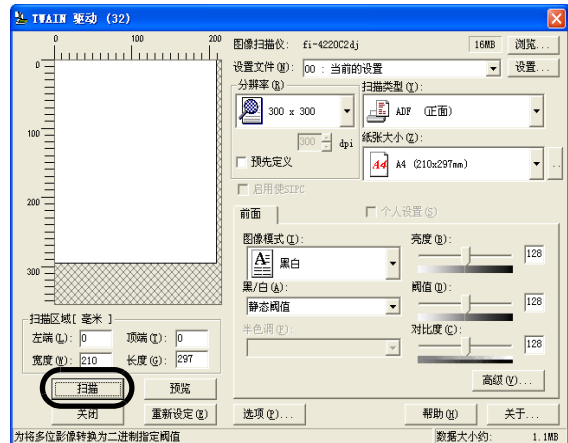 TWAIN 驱动 (32)
0 100 200
0
100
200
300
图像扫描仪: fi-4220C2dj 16MB 浏览...
设置文件(N): 00 : 当前的设置 设置...
分辨率(R)
300 x 300
300 dpi
预先定义
扫描类型(T):
ADF (正面)
纸张大小(Z):
A4 A4 (210x297mm)
..
启用使SIPC
前面
个人设置(S)
图像模式(I):
黑白
黑/白(A):
静态阈值
半色调(F):
亮度(B):
128
阈值(D):
128
对比度(C):
128
高级(V)...
扫描区域[ 毫米 ]
左端(L): 0 顶端(T): 0
宽度(W): 210 长度(G): 297
扫描 预览
关闭 重新设定(E)
选项(P)... 帮助(H) 关于...
为将多位影像转换为二进制指定阈值 数据大小约: 1.1MB